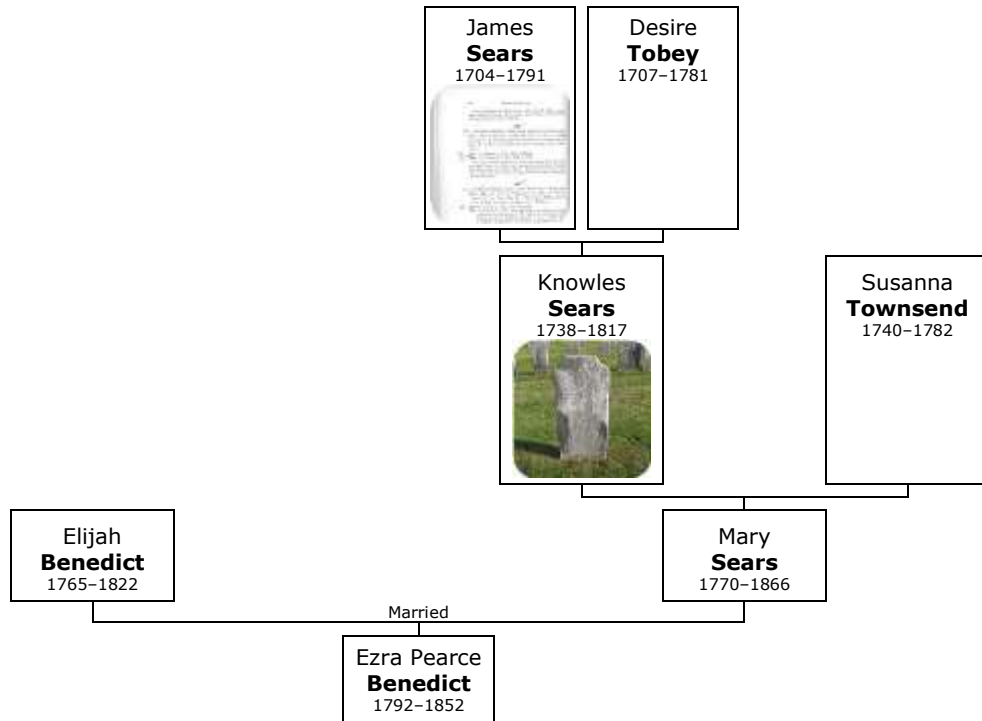 James
Sears
1704–1791
Desire
Tobey
1707–1781
Knowles
Sears
1738–1817
Susanna
Townsend
1740–1782
Elijah
Benedict
1765–1822
Mary
Sears
1770–1866
Married
Ezra Pearce
Benedict
1792–1852